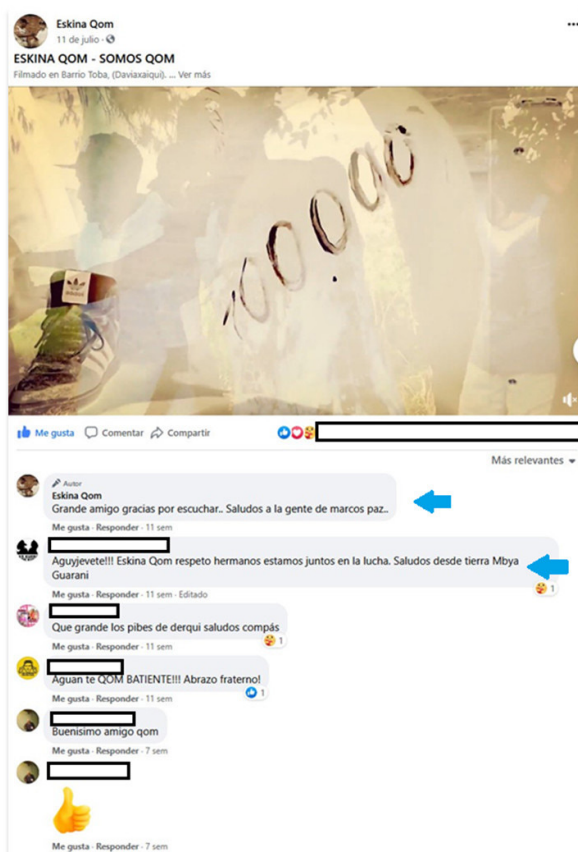 Eskina Qom
11 de julio ·
ESKINA QOM - SOMOS QOM
Filmado en Barrio Toba, (Daviaxaiqui). ... Ver más
adidas
Me gusta Comentar Compartir
Más relevantes
Autor
Eskina Qom
Grande amigo gracias por escuchar.. Saludos a la gente de marcos paz..
Me gusta · Responder · 11 sem
Aguyjevete!!! Eskina Qom respeto hermanos estamos juntos en la lucha. Saludos desde tierra Mbya
Guarani
1
Me gusta · Responder · 11 sem · Editado
Que grande los pibes de derqui saludos compás
1
Me gusta · Responder · 11 sem
Aguan te QOM BATIENTE!!! Abrazo fraterno!
1
Me gusta · Responder · 11 sem
Buenisimo amigo qom
Me gusta · Responder · 7 sem
Me gusta · Responder · 7 sem